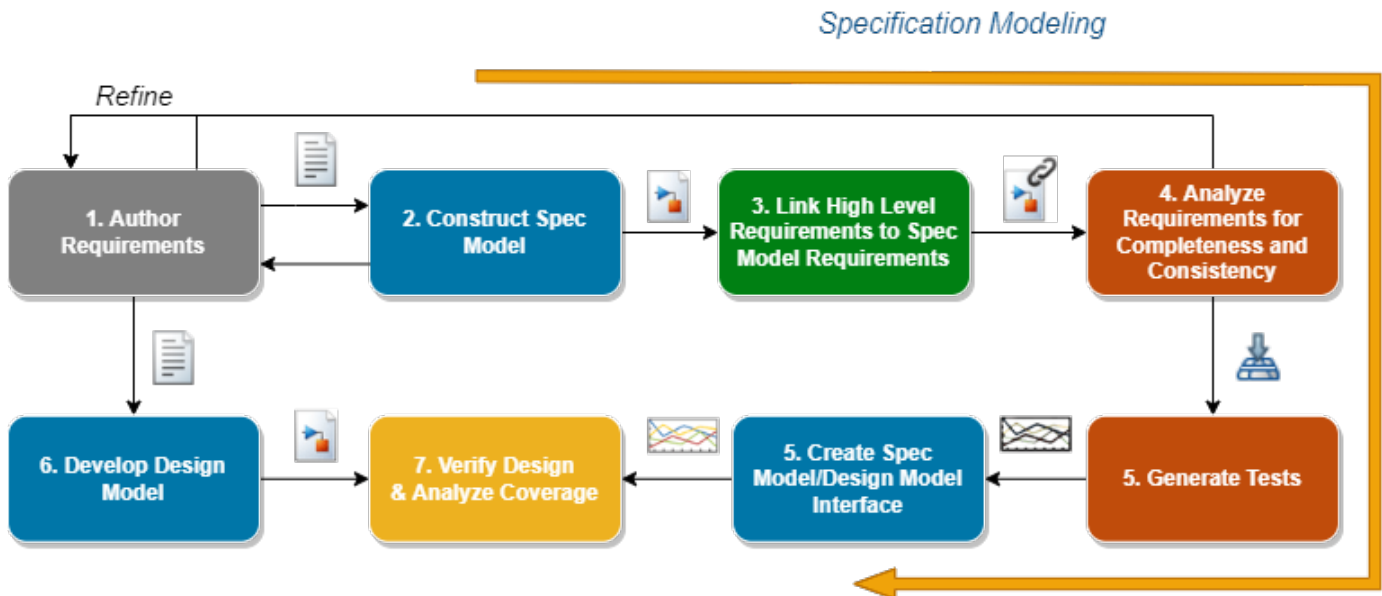 Specification Modeling
Refine
1. Author
Requirements
2. Construct Spec
Model
3. Link High Level
Requirements to Spec
Model Requirements
4. Analyze
Requirements for
Completeness and
Consistency
6. Develop Design
Model
7. Verify Design
& Analyze Coverage
5. Create Spec
Model/Design Model
Interface
5. Generate Tests